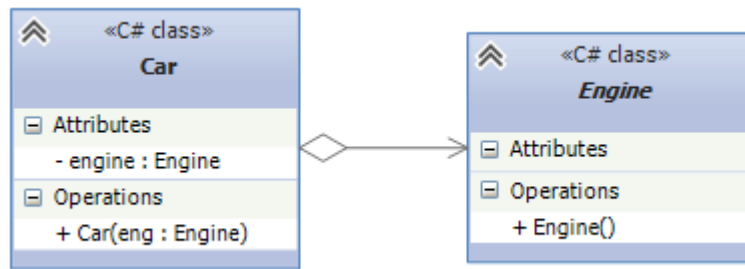 «C# class»
Car
Attributes
- engine : Engine
Operations
+ Car(eng : Engine)
«C# class»
Engine
Attributes
Operations
+ Engine()